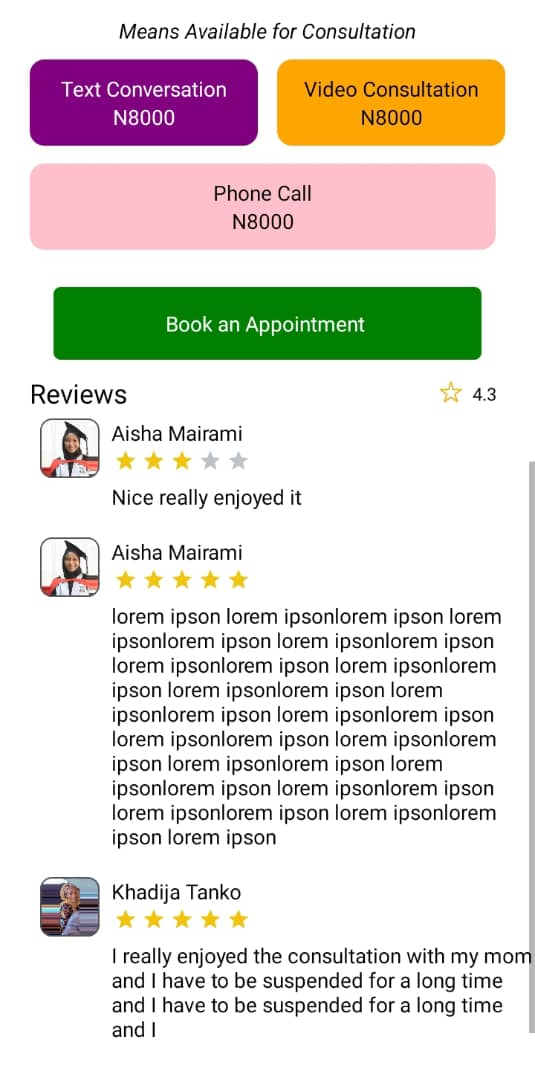 Means Available for Consultation
Text Conversation
N8000
Video Consultation
N8000
Phone Call
N8000
Book an Appointment
Reviews
4.3
Aisha Mairami
Nice really enjoyed it
Aisha Mairami
lorem ipson lorem ipsonlorem ipson lorem
ipsonlorem ipson lorem ipsonlorem ipson
lorem ipsonlorem ipson lorem ipsonlorem
ipson lorem ipsonlorem ipson lorem
ipsonlorem ipson lorem ipsonlorem ipson
lorem ipsonlorem ipson lorem ipsonlorem
ipson lorem ipsonlorem ipson lorem
ipsonlorem ipson lorem ipsonlorem ipson
lorem ipsonlorem ipson lorem ipsonlorem
ipson lorem ipson
Khadija Tanko
I really enjoyed the consultation with my mom
and I have to be suspended for a long time
and I have to be suspended for a long time
and I